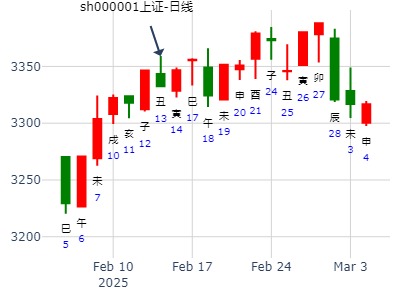 sh000001上证-日线
3350
3300
3250
3200
巳
5
午
6
未
7
戌
10
亥
11
子
12
丑
13
寅
14
巳
17
午
18
未
19
申
20
酉
21
子
24
丑
25
寅
26
卯
27
辰
28
未
3
申
4
Feb 10
2025
Feb 17
Feb 24
Mar 3